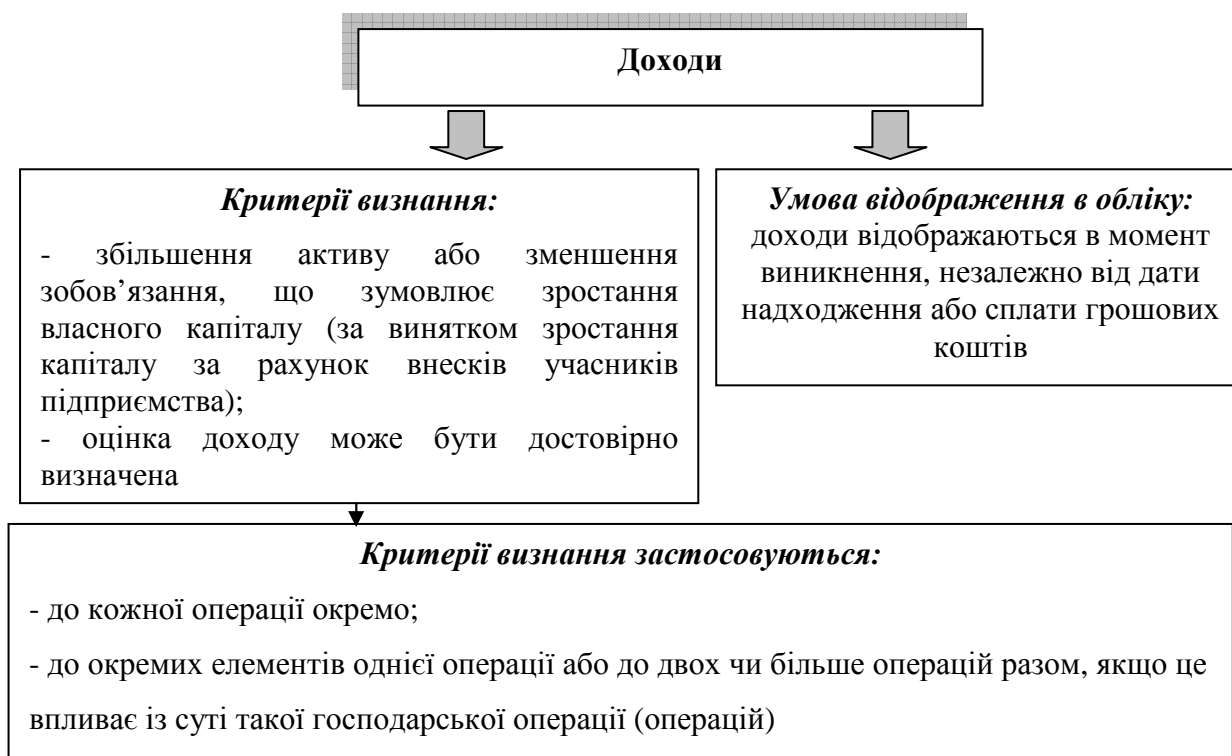 Доходи
Критерії визнання:
- збільшення активу або зменшення
зобов’язання, що зумовлює зростання
власного капіталу (за винятком зростання
капіталу за рахунок внесків учасників
підприємства);
- оцінка доходу може бути достовірно
визначена
Умова відображення в обліку:
доходи відображаються в момент
виникнення, незалежно від дати
надходження або сплати грошових
коштів
Критерії визнання застосовуються:
- до кожної операції окремо;
- до окремих елементів однієї операції або до двох чи більше операцій разом, якщо це
впливає із суті такої господарської операції (операцій)